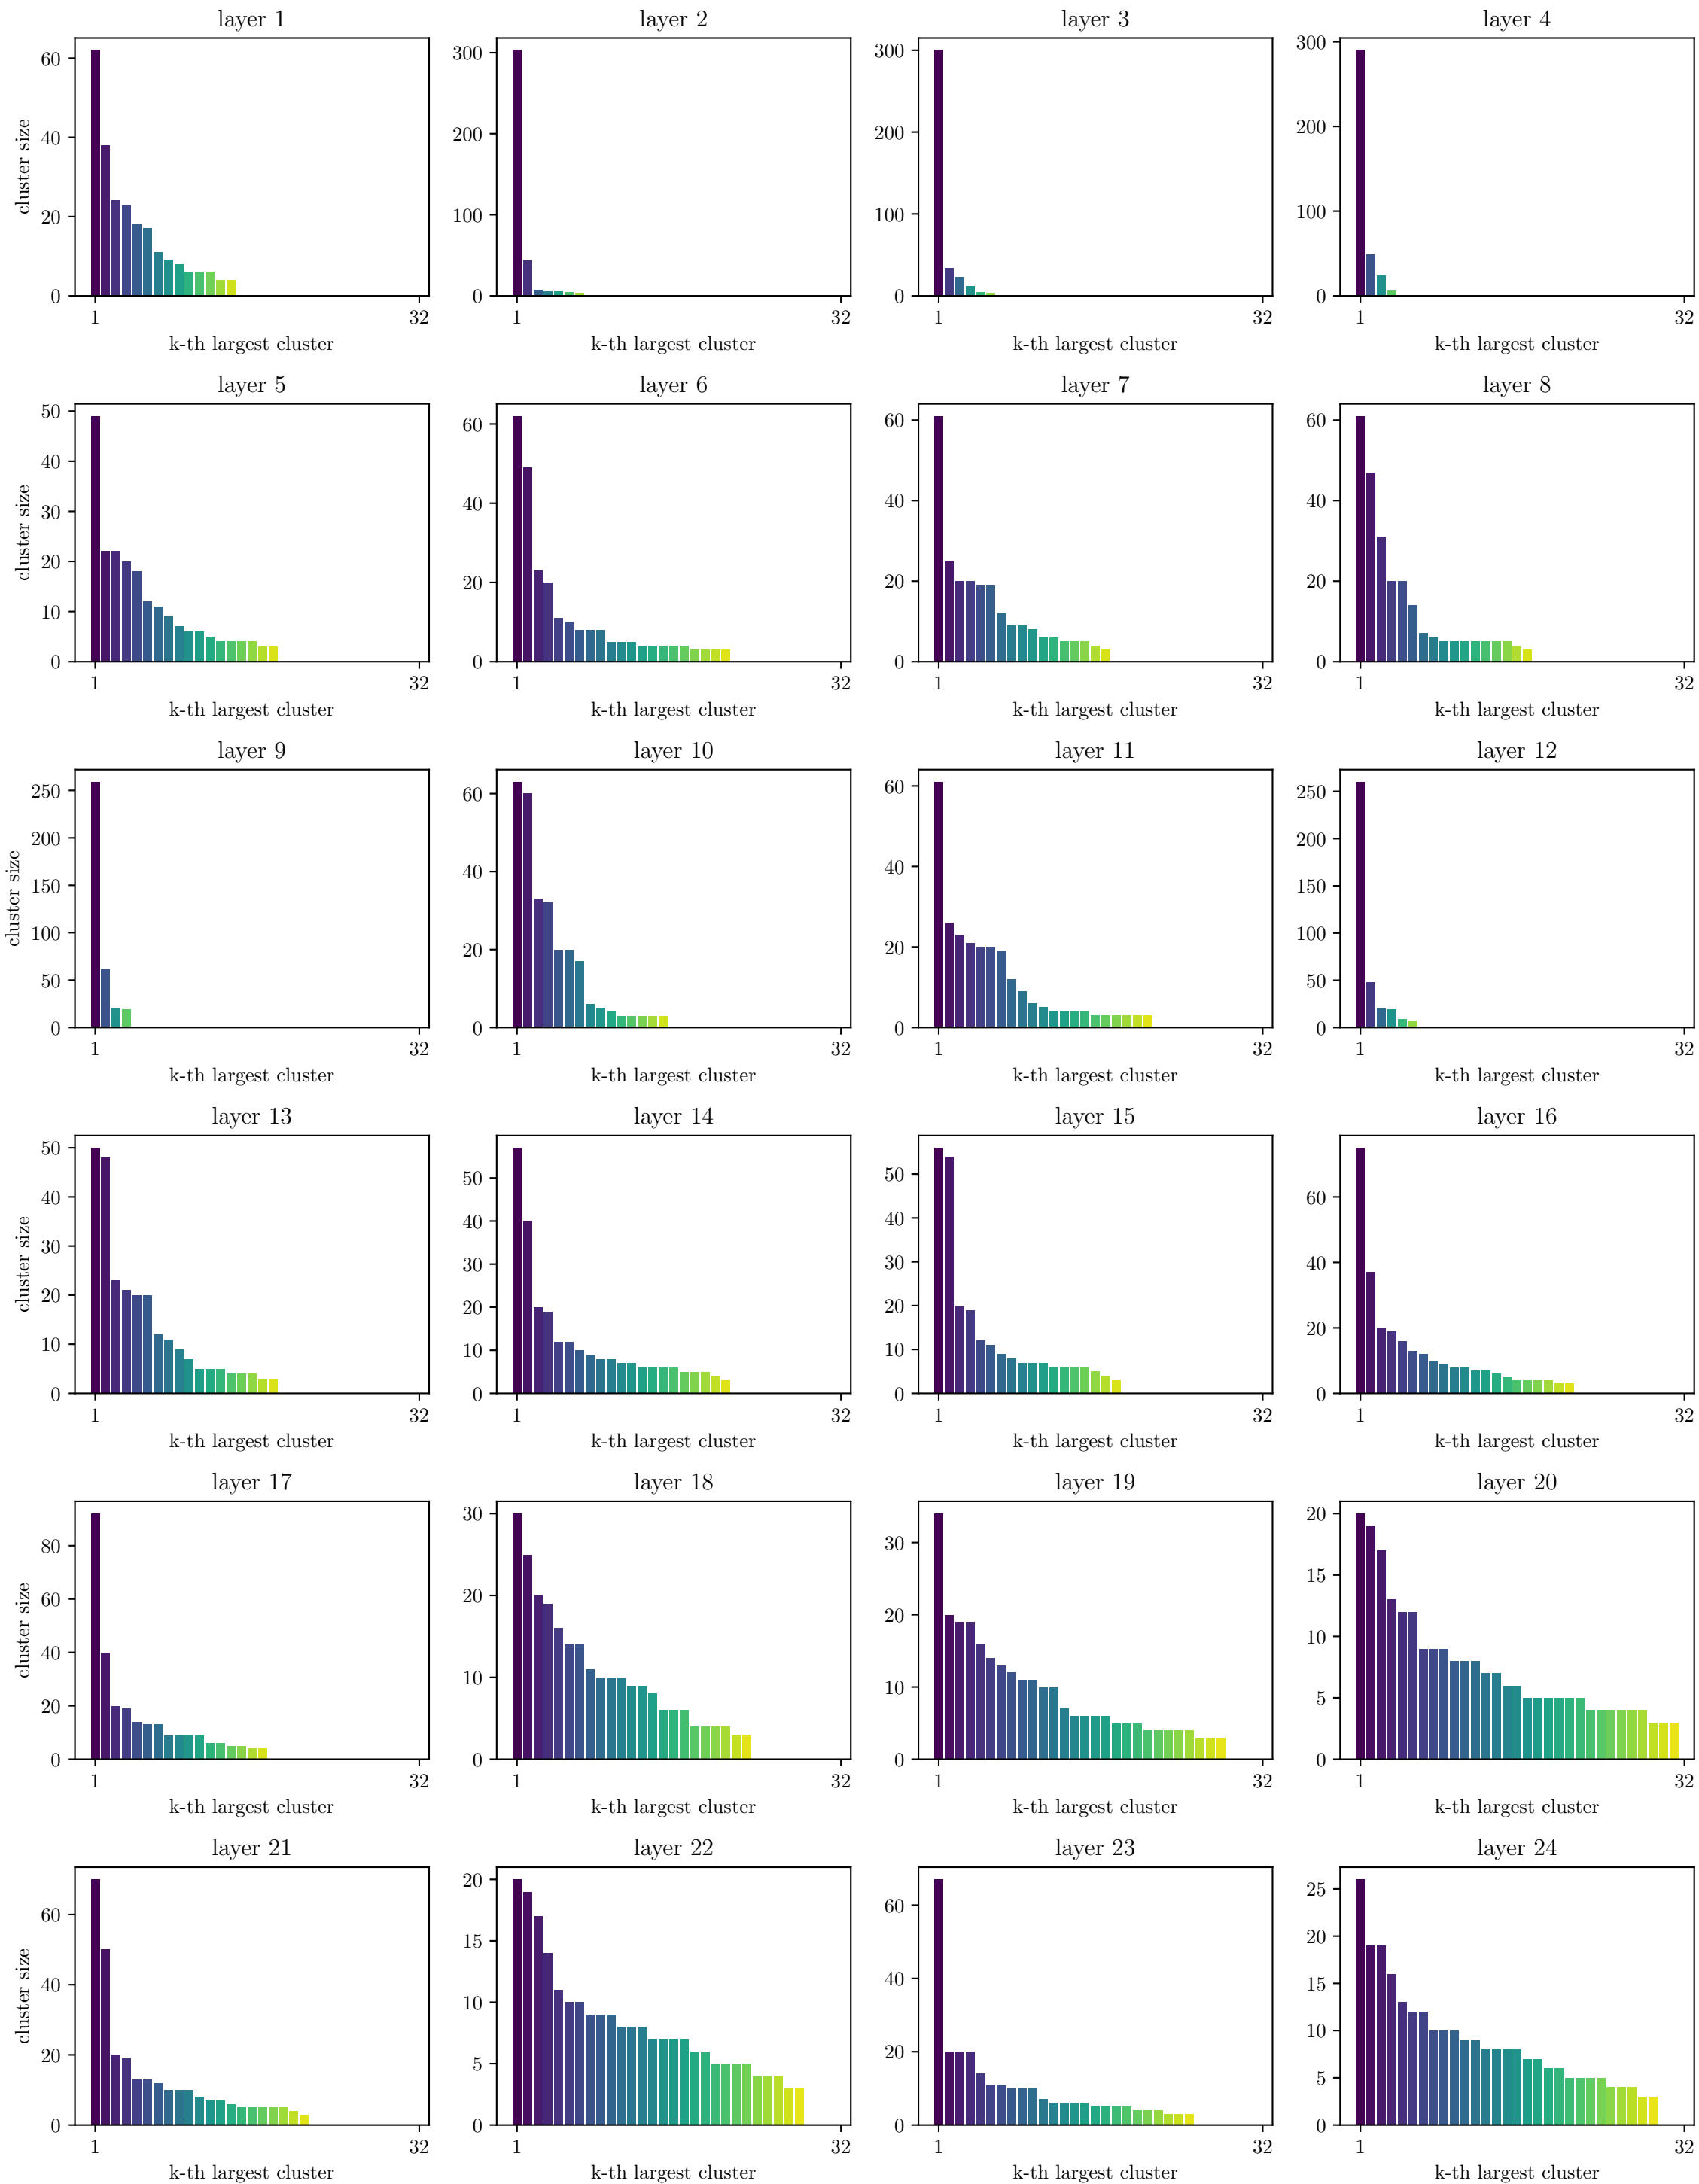 layer 1
layer 2
layer 3
layer 4
cluster size
60
40
20
0
300
200
100
0
300
200
100
0
300
200
100
0
1 32
1 32
1 32
1 32
k-th largest cluster
k-th largest cluster
k-th largest cluster
k-th largest cluster
layer 5
layer 6
layer 7
layer 8
cluster size
50
40
30
20
10
0
60
40
20
0
60
40
20
0
60
40
20
0
1 32
1 32
1 32
1 32
k-th largest cluster
k-th largest cluster
k-th largest cluster
k-th largest cluster
layer 9
layer 10
layer 11
layer 12
cluster size
250
200
150
100
50
0
60
40
20
0
60
40
20
0
250
200
150
100
50
0
1 32
1 32
1 32
1 32
k-th largest cluster
k-th largest cluster
k-th largest cluster
k-th largest cluster
layer 13
layer 14
layer 15
layer 16
cluster size
50
40
30
20
10
0
50
40
30
20
10
0
50
40
30
20
10
0
60
40
20
0
1 32
1 32
1 32
1 32
k-th largest cluster
k-th largest cluster
k-th largest cluster
k-th largest cluster
layer 17
layer 18
layer 19
layer 20
cluster size
80
60
40
20
0
30
20
10
0
30
20
10
0
20
15
10
5
0
1 32
1 32
1 32
1 32
k-th largest cluster
k-th largest cluster
k-th largest cluster
k-th largest cluster
layer 21
layer 22
layer 23
layer 24
cluster size
60
40
20
0
20
15
10
5
0
60
40
20
0
25
20
15
10
5
0
1 32
1 32
1 32
1 32
k-th largest cluster
k-th largest cluster
k-th largest cluster
k-th largest cluster